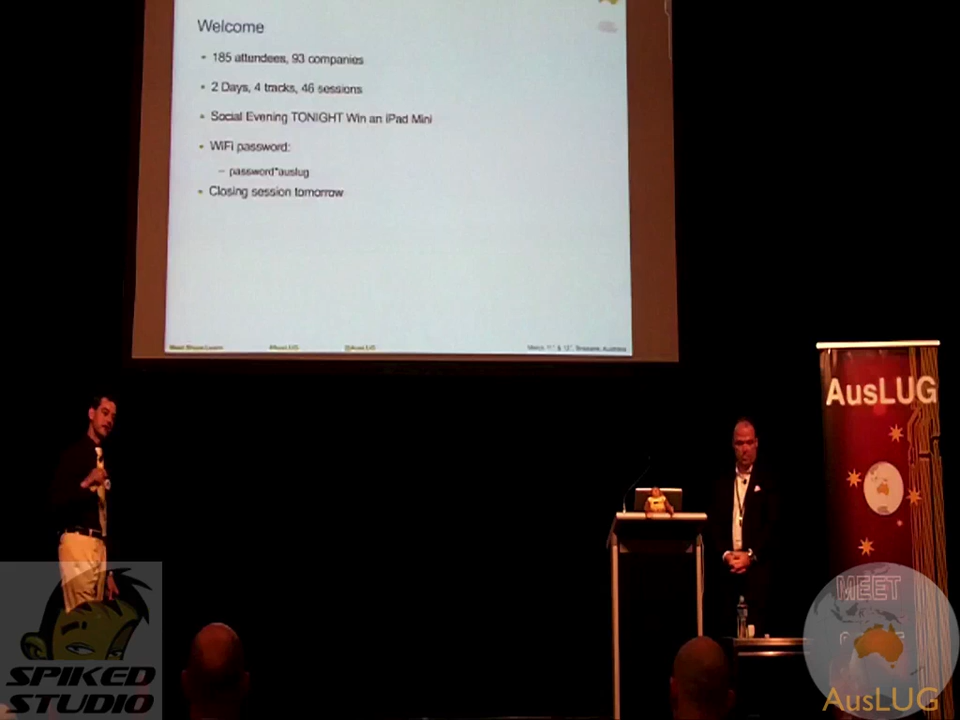 Welcome
• 185 attendees, 93 companies
• 2 Days, 4 tracks, 46 sessions
• Social Evening TONIGHT Win an iPad Mini
• WiFi password:
– password*auslug
• Closing session tomorrow
AusLUG
MEET
SPIKED
STUDIO
AusLUG